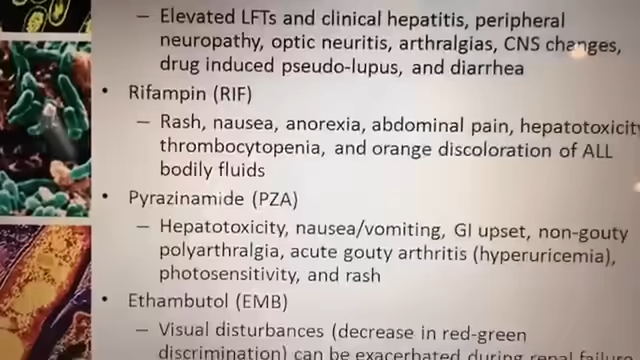 – Elevated LFTs and clinical hepatitis, peripheral
neuropathy, optic neuritis, arthralgias, CNS changes,
drug induced pseudo-lupus, and diarrhea
• Rifampin (RIF)
– Rash, nausea, anorexia, abdominal pain, hepatotoxicity
thrombocytopenia, and orange discoloration of ALL
bodily fluids
• Pyrazinamide (PZA)
– Hepatotoxicity, nausea/vomiting, GI upset, non-gouty
polyarthralgia, acute gouty arthritis (hyperuricemia),
photosensitivity, and rash
• Ethambutol (EMB)
– Visual disturbances (decrease in red-green
discrimination) can be exacerbated during renal failure